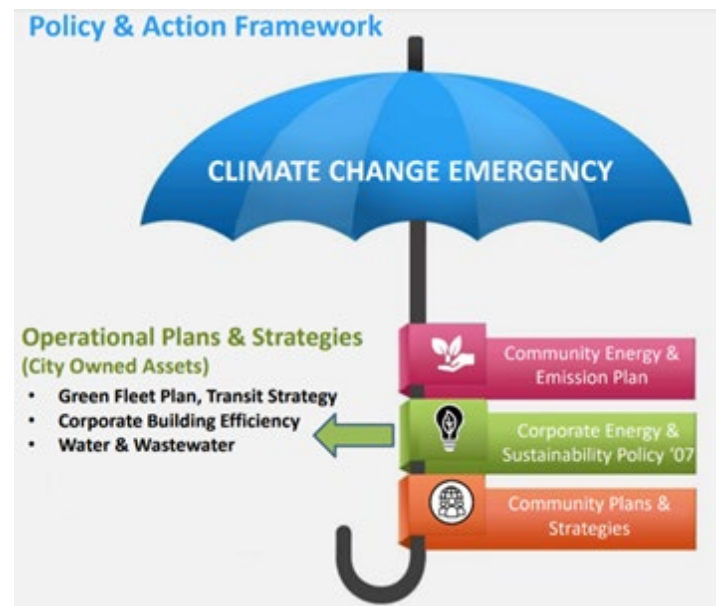 Policy & Action Framework
CLIMATE CHANGE EMERGENCY
Operational Plans & Strategies
(City Owned Assets)
• Green Fleet Plan, Transit Strategy
• Corporate Building Efficiency
• Water & Wastewater
Community Energy &
Emission Plan
Corporate Energy &
Sustainability Policy ‘07
Community Plans &
Strategies